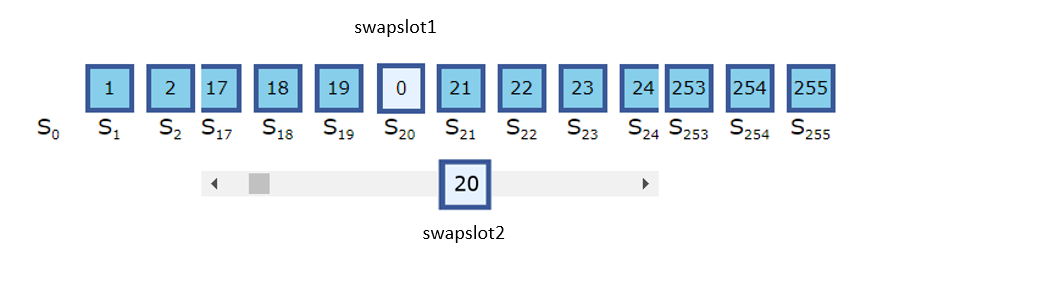 swapslot1
1 2 17 18 19 0 21 22 23 24 253 254 255
S₀ S₁ S₂ S₁₇ S₁₈ S₁₉ S₂₀ S₂₁ S₂₂ S₂₃ S₂₄ S₂₅₃ S₂₅₄ S₂₅₅
20
swapslot2